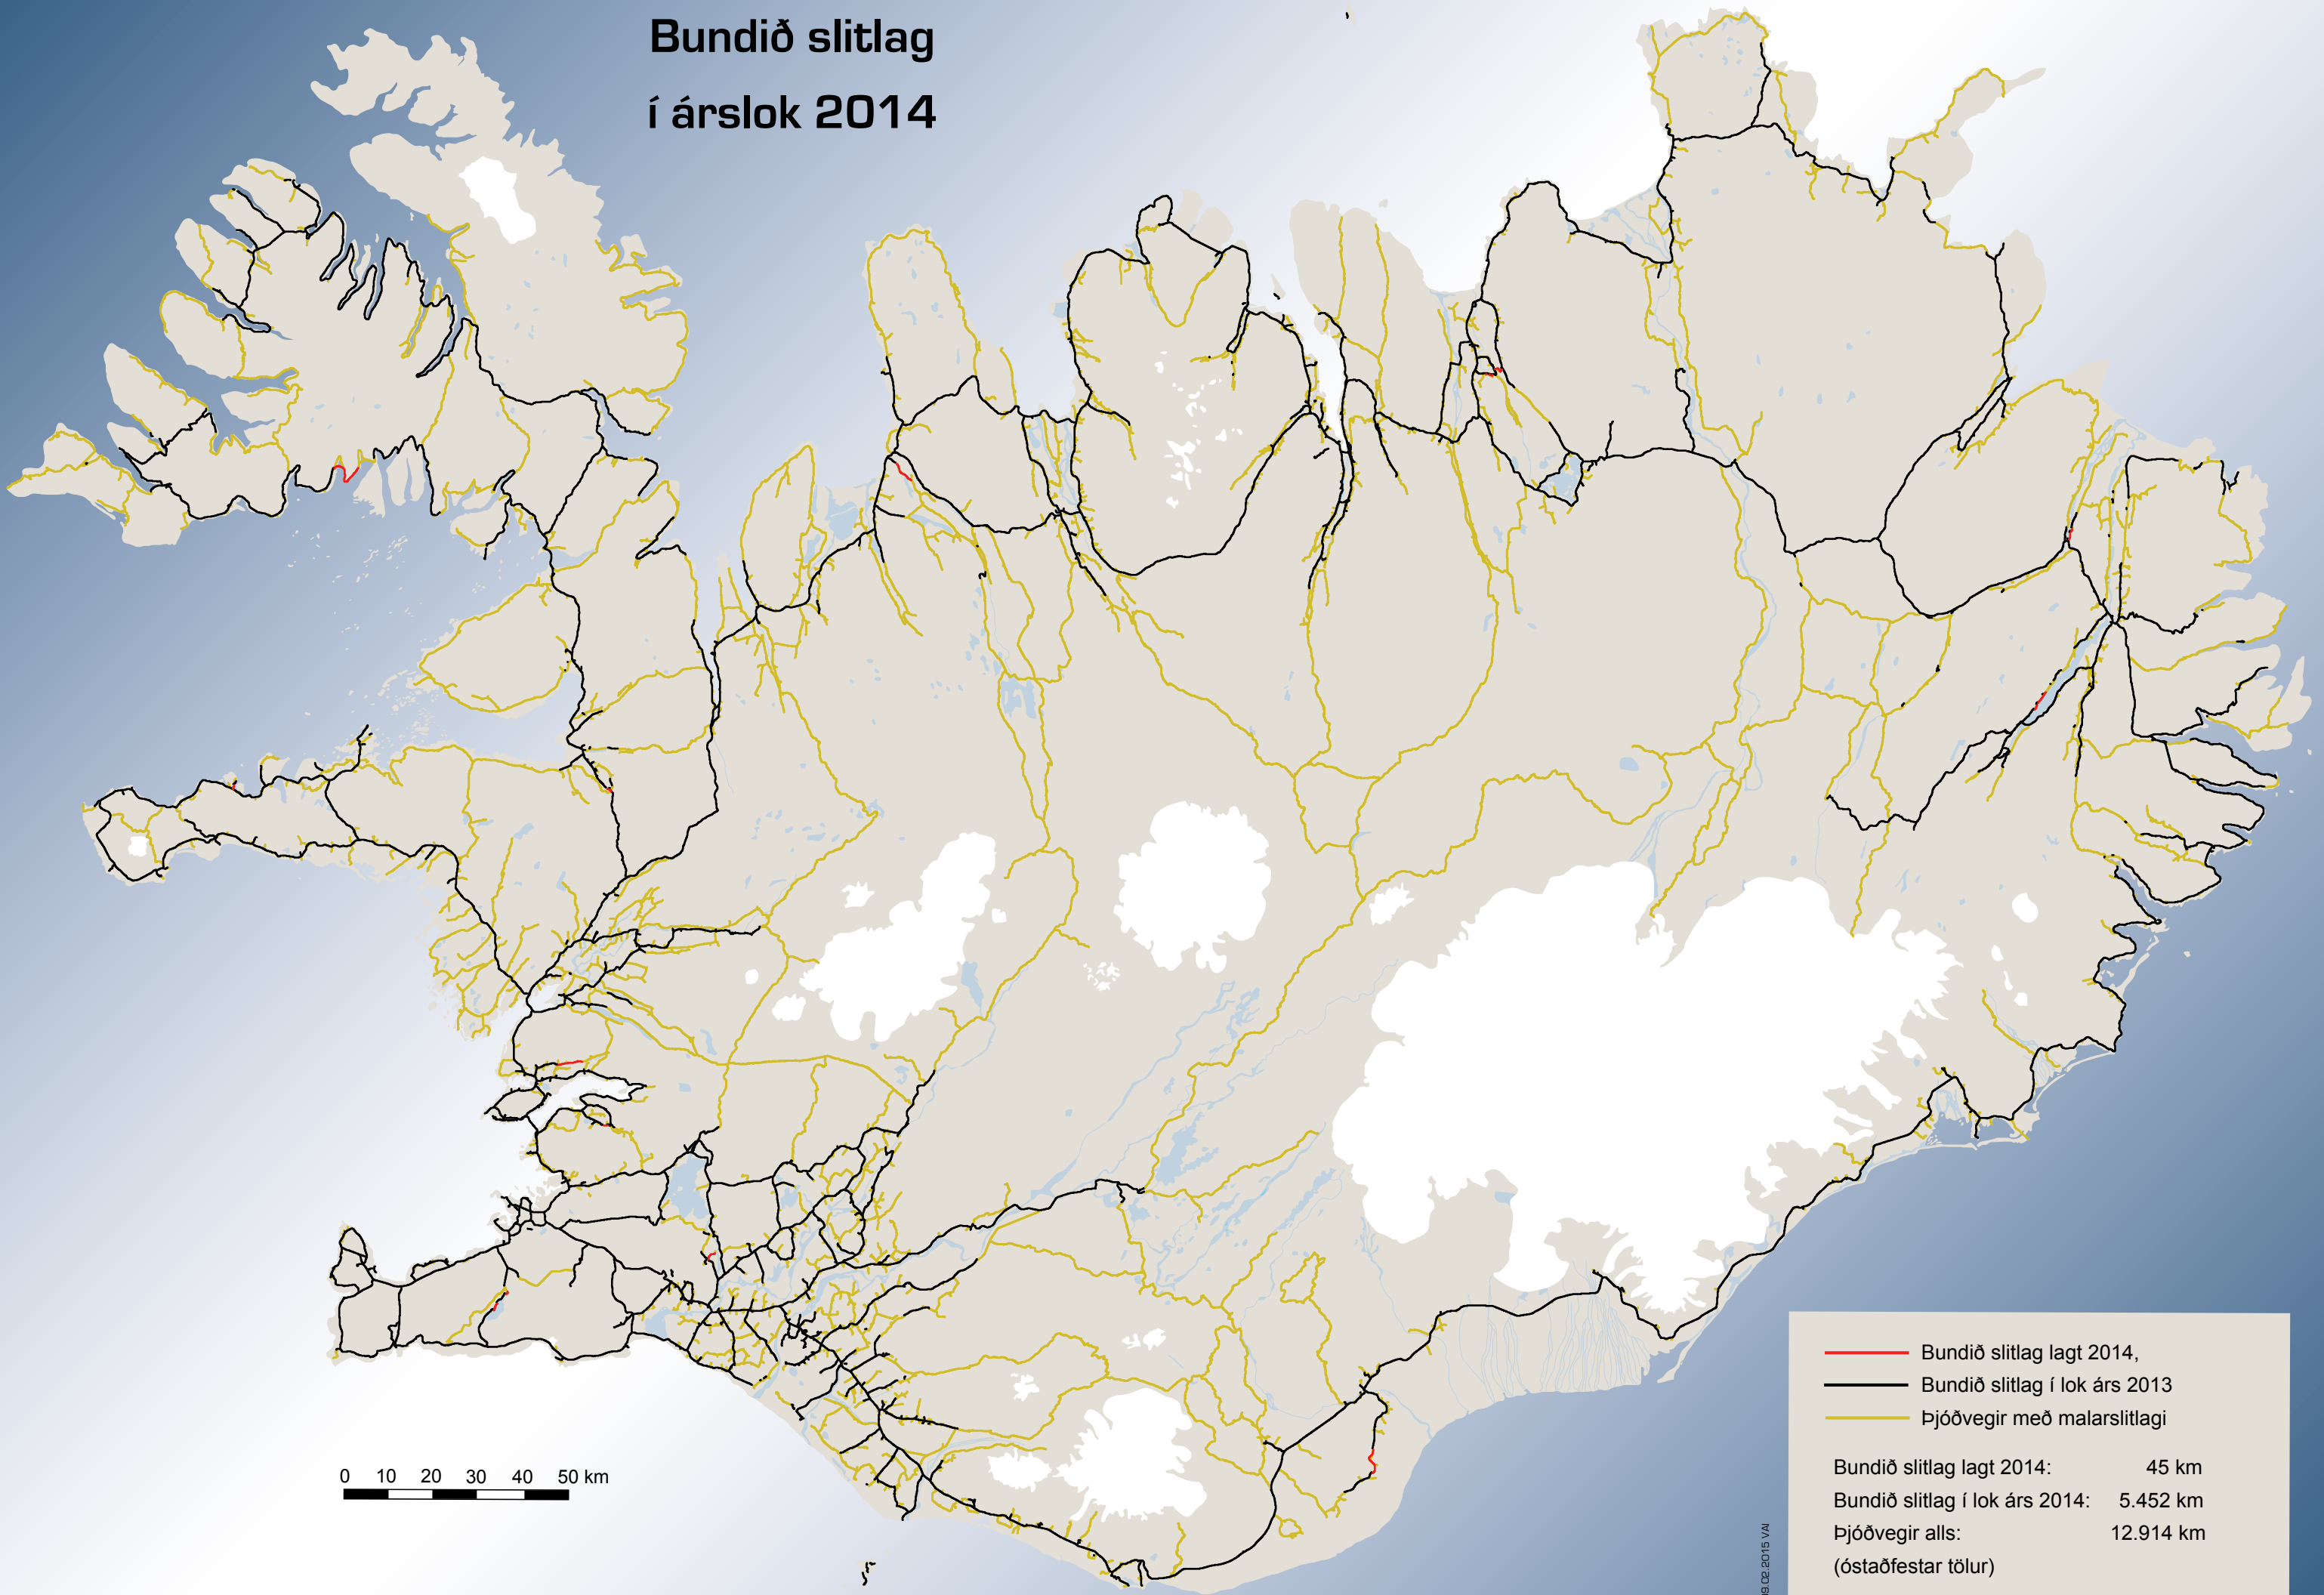 Bundið slitlag
í árslok 2014
0 10 20 30 40 50 km
Bundið slitlag lagt 2014,
Bundið slitlag í lok árs 2013
Þjóðvegir með malarslitlagi
Bundið slitlag lagt 2014: 45 km
Bundið slitlag í lok árs 2014: 5.452 km
Þjóðvegir alls: 12.914 km
(óstaðfestar tölur)